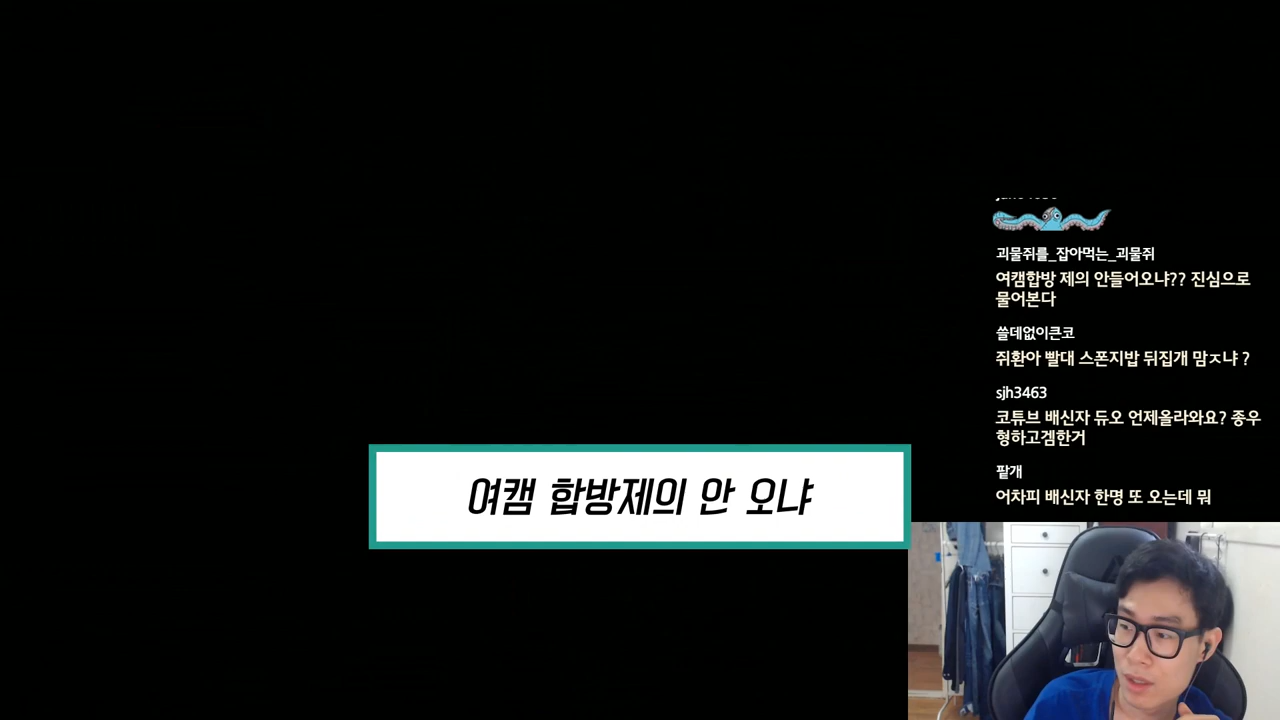 괴물쥐를_잡아먹는_괴물쥐
여캠합방 제의 안들어오냐?? 진심으로
물어본다
쓸데없이큰코
쥐환아 빨대 스폰지밥 뒤집개 맘ㅈ냐 ?
sjh3463
코튜브 배신자 듀오 언제올라와요? 종우
형하고겜한거
팥개
어차피 배신자 한명 또 오는데 뭐
여캠 합방제의 안 오냐